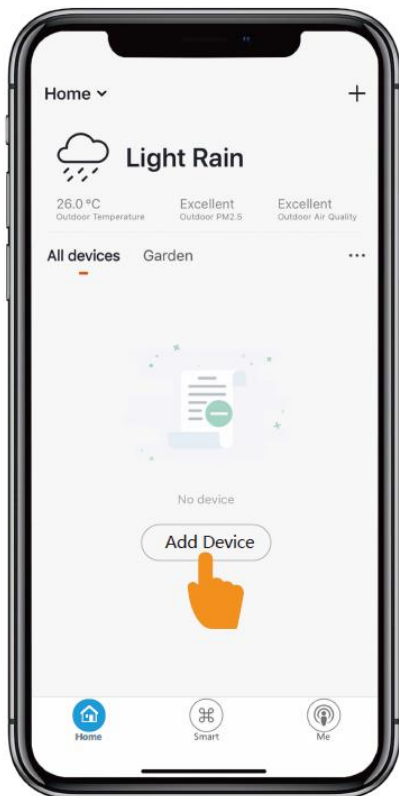 Home
Light Rain
26.0 °C Excellent Excellent
Outdoor Temperature Outdoor PM2.5 Outdoor Air Quality
All devices Garden ...
No device
Add Device
Home Smart Me